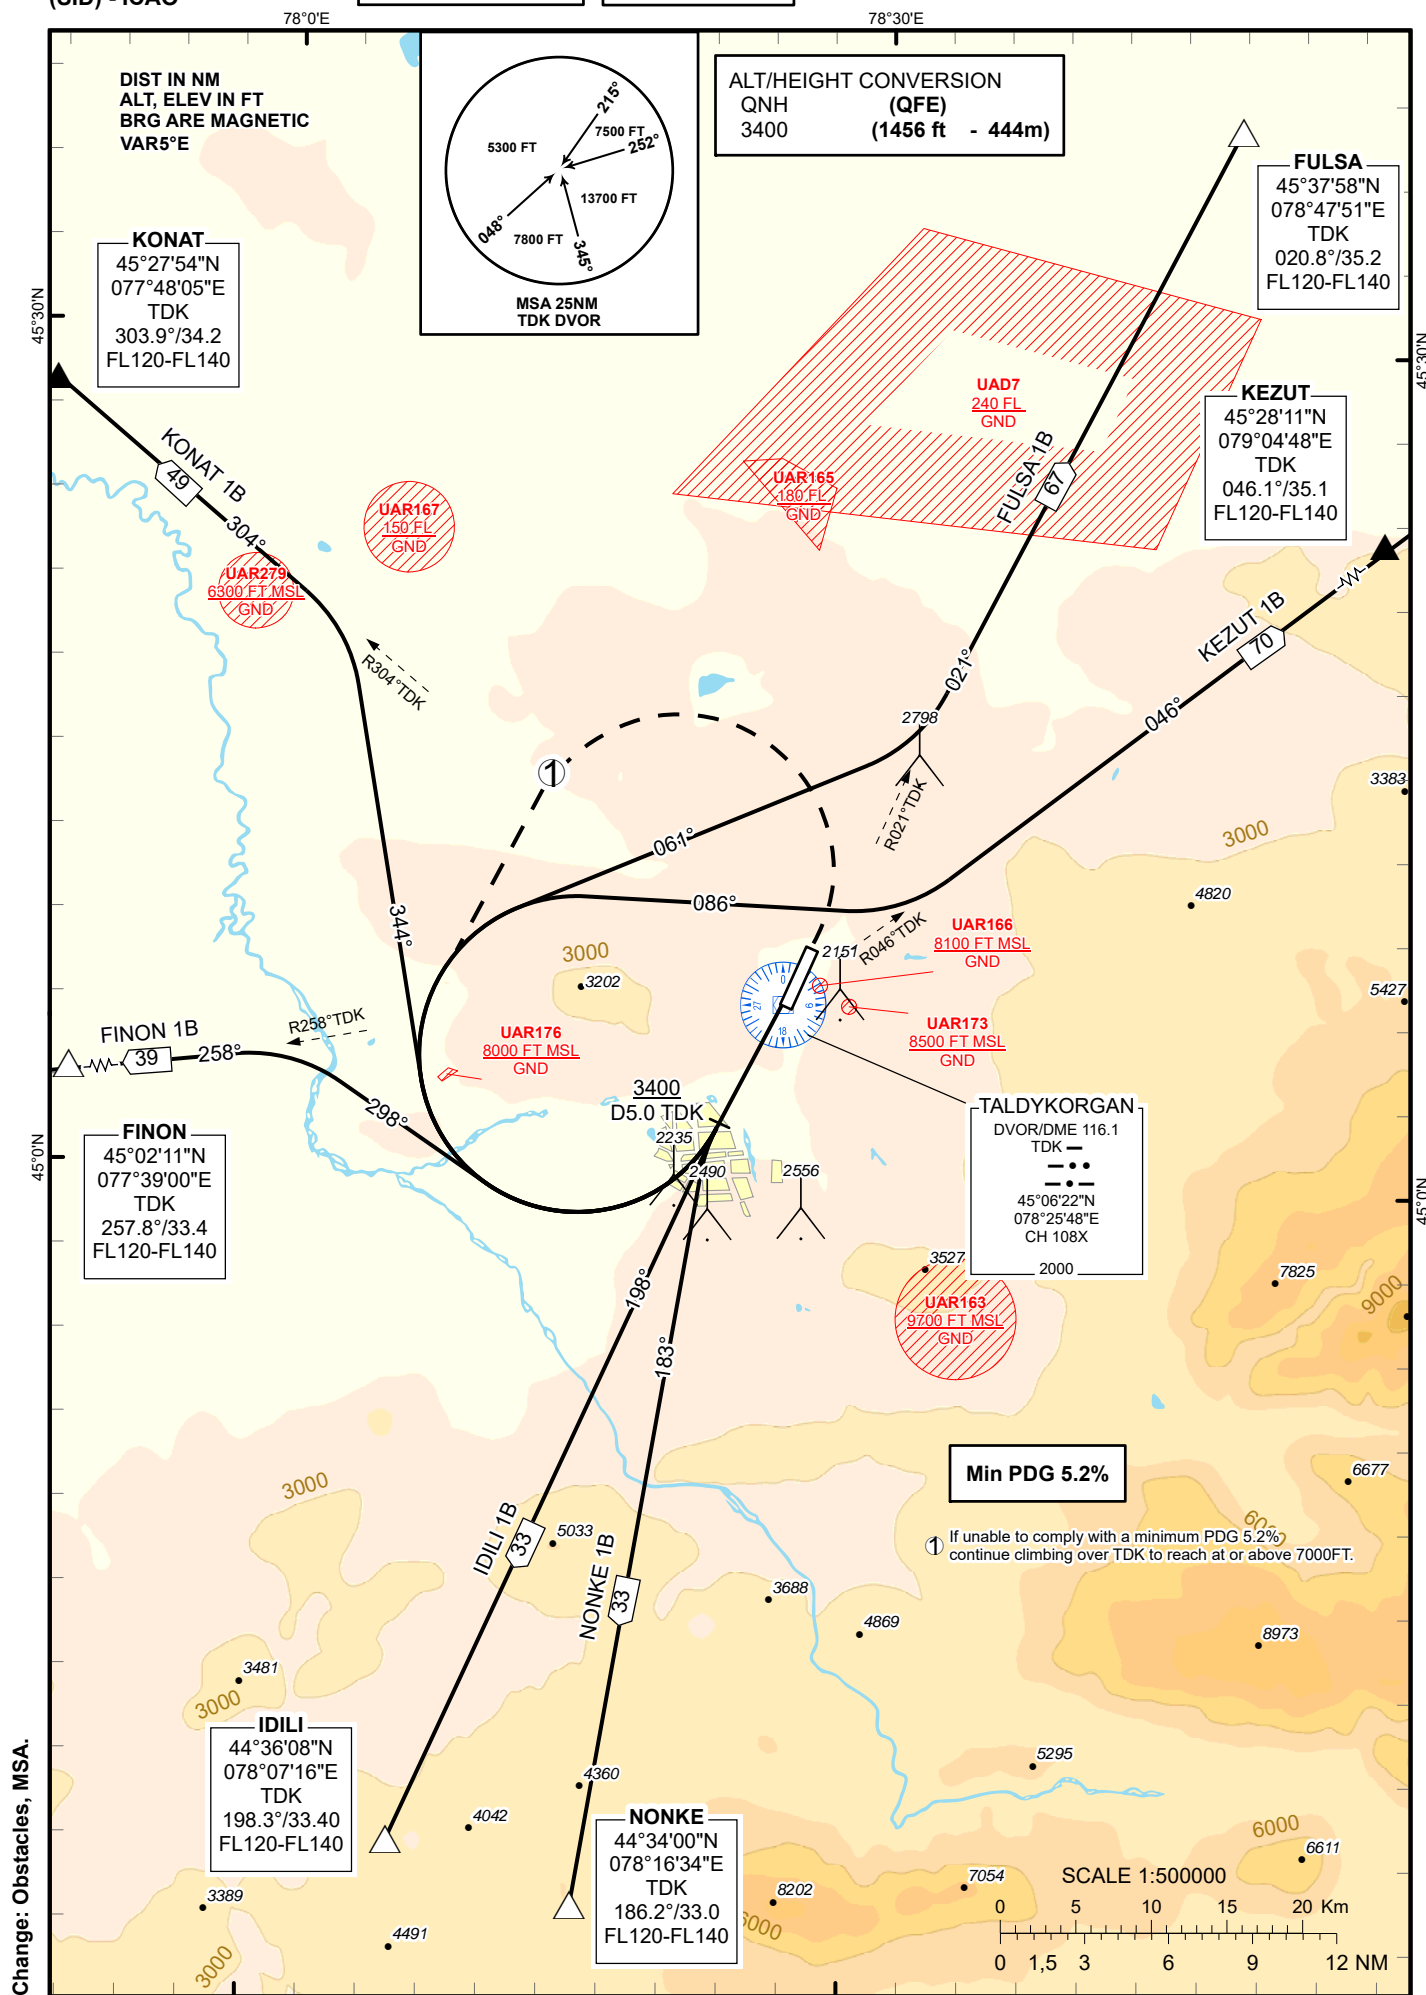 (SID) - ICAO
78°0'E
78°30'E
DIST IN NM
ALT, ELEV IN FT
BRG ARE MAGNETIC
VAR5°E
215°
7500 FT
252°
5300 FT
13700 FT
048°
7800 FT
345°
MSA 25NM
TDK DVOR
ALT/HEIGHT CONVERSION
QNH (QFE)
3400 (1456 ft - 444m)
FULSA
45°37'58"N
078°47'51"E
TDK
020.8°/35.2
FL120-FL140
KONAT
45°27'54"N
077°48'05"E
TDK
303.9°/34.2
FL120-FL140
45°30'N
45°30'N
UAD7
240 FL
GND
KEZUT
45°28'11"N
079°04'48"E
TDK
046.1°/35.1
FL120-FL140
KONAT 1B
49
304°
UAR167
150 FL
GND
UAR165
180 FL
GND
FULSA 1B
67
UAR279
6300 FT MSL
GND
KEZUT 1B
70
R304°TDK
021°
046°
2798
1
R021°TDK
3383
3000
061°
086°
4820
344°
R046°TDK
UAR166
8100 FT MSL
GND
3000
3202
2151
0
27
9
18
5427
R258°TDK
FINON 1B
39
258°
UAR176
8000 FT MSL
GND
UAR173
8500 FT MSL
GND
298°
3400
D5.0 TDK
2235
2490
2556
TALDYKORGAN
DVOR/DME 116.1
TDK
45°06'22"N
078°25'48"E
CH 108X
2000
FINON
45°02'11"N
077°39'00"E
TDK
257.8°/33.4
FL120-FL140
45°0'N
45°0'N
3527
7825
9000
UAR163
9700 FT MSL
GND
198°
183°
Min PDG 5.2%
6677
3000
6000
IDILI 1B
33
5033
NONKE 1B
33
1 If unable to comply with a minimum PDG 5.2%
continue climbing over TDK to reach at or above 7000FT.
3688
4869
8973
3481
3000
IDILI
44°36'08"N
078°07'16"E
TDK
198.3°/33.40
FL120-FL140
5295
4360
4042
NONKE
44°34'00"N
078°16'34"E
TDK
186.2°/33.0
FL120-FL140
6000
6611
3389
4491
3000
8202
6000
7054
SCALE 1:500000
0 5 10 15 20 Km
0 1,5 3 6 9 12 NM
Change: Obstacles, MSA.